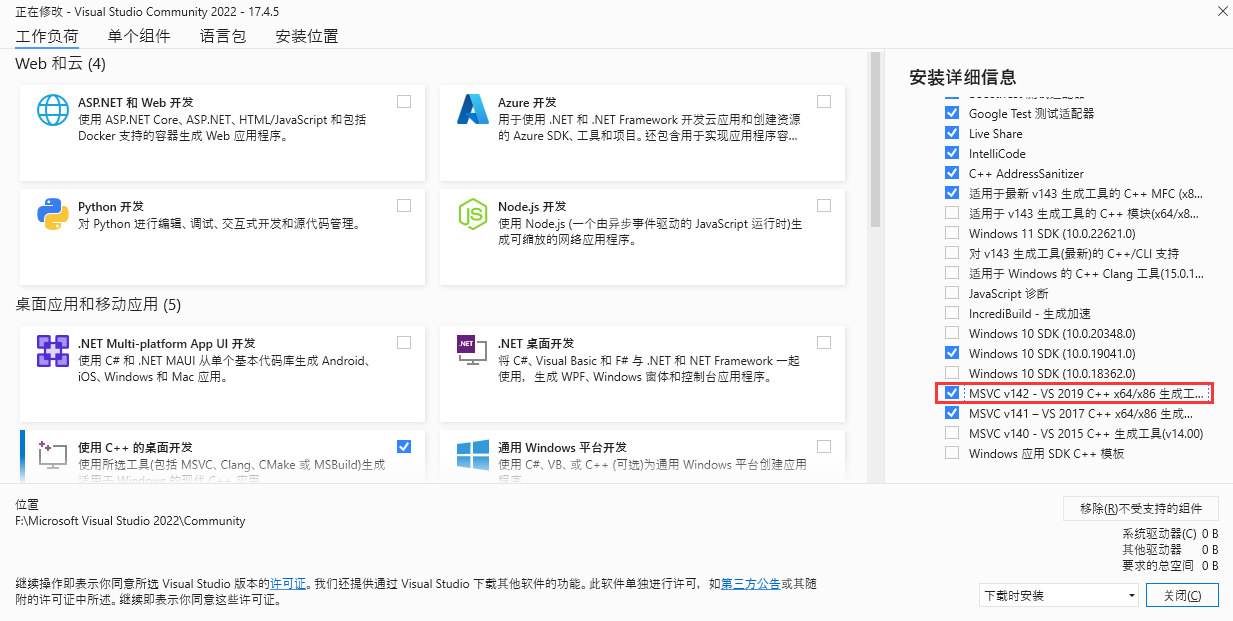 正在修改 - Visual Studio Community 2022 - 17.4.5
工作负荷 单个组件 语言包 安装位置
Web 和云 (4)
ASP.NET 和 Web 开发
使用 ASP.NET Core、ASP.NET、HTML/JavaScript 和包括
Docker 支持的容器生成 Web 应用程序。
Azure 开发
用于使用 .NET 和 .NET Framework 开发云应用和创建资源
的 Azure SDK、工具和项目。还包含用于实现应用程序容...
Python 开发
对 Python 进行编辑、调试、交互式开发和源代码管理。
Node.js 开发
使用 Node.js (一个由异步事件驱动的 JavaScript 运行时)生
成可缩放的网络应用程序。
桌面应用和移动应用 (5)
.NET Multi-platform App UI 开发
使用 C# 和 .NET MAUI 从单个基本代码库生成 Android、
iOS、Windows 和 Mac 应用。
.NET
.NET 桌面开发
将 C#、Visual Basic 和 F# 与 .NET 和 NET Framework 一起
使用，生成 WPF、Windows 窗体和控制台应用程序。
使用 C++ 的桌面开发
使用所选工具(包括 MSVC、Clang、CMake 或 MSBuild)生成
适用于 Windows 的现代 C++ 应用
通用 Windows 平台开发
使用 C#、VB、或 C++ (可选)为通用 Windows 平台创建应用
程序。
安装详细信息
Google Test 测试适配器
Live Share
IntelliCode
C++ AddressSanitizer
适用于最新 v143 生成工具的 C++ MFC (x8...
适用于 v143 生成工具的 C++ 模块(x64/x8...
Windows 11 SDK (10.0.22621.0)
对 v143 生成工具(最新)的 C++/CLI 支持
适用于 Windows 的 C++ Clang 工具(15.0.1...
JavaScript 诊断
IncrediBuild - 生成加速
Windows 10 SDK (10.0.20348.0)
Windows 10 SDK (10.0.19041.0)
Windows 10 SDK (10.0.18362.0)
MSVC v142 - VS 2019 C++ x64/x86 生成工...
MSVC v141 – VS 2017 C++ x64/x86 生成...
MSVC v140 - VS 2015 C++ 生成工具(v14.00)
Windows 应用 SDK C++ 模板
位置
F:\Microsoft Visual Studio 2022\Community
移除(R)不受支持的组件
系统驱动器(C) 0 B
其他驱动器 0 B
要求的总空间 0 B
继续操作即表示你同意所选 Visual Studio 版本的许可证。我们还提供通过 Visual Studio 下载其他软件的功能。此软件单独进行许可，如第三方公告或其随
附的许可证中所述。继续即表示你同意这些许可证。
下载时安装
关闭(C)